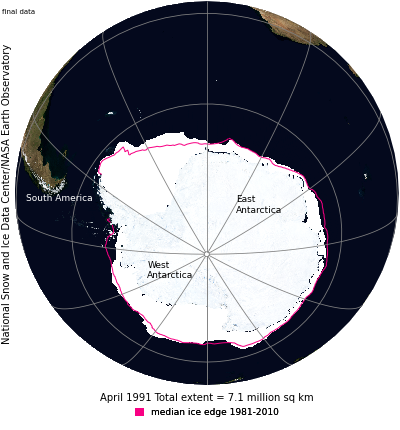 final data
National Snow and Ice Data Center/NASA Earth Observatory
South America
East
Antarctica
West
Antarctica
April 1991 Total extent = 7.1 million sq km
median ice edge 1981-2010